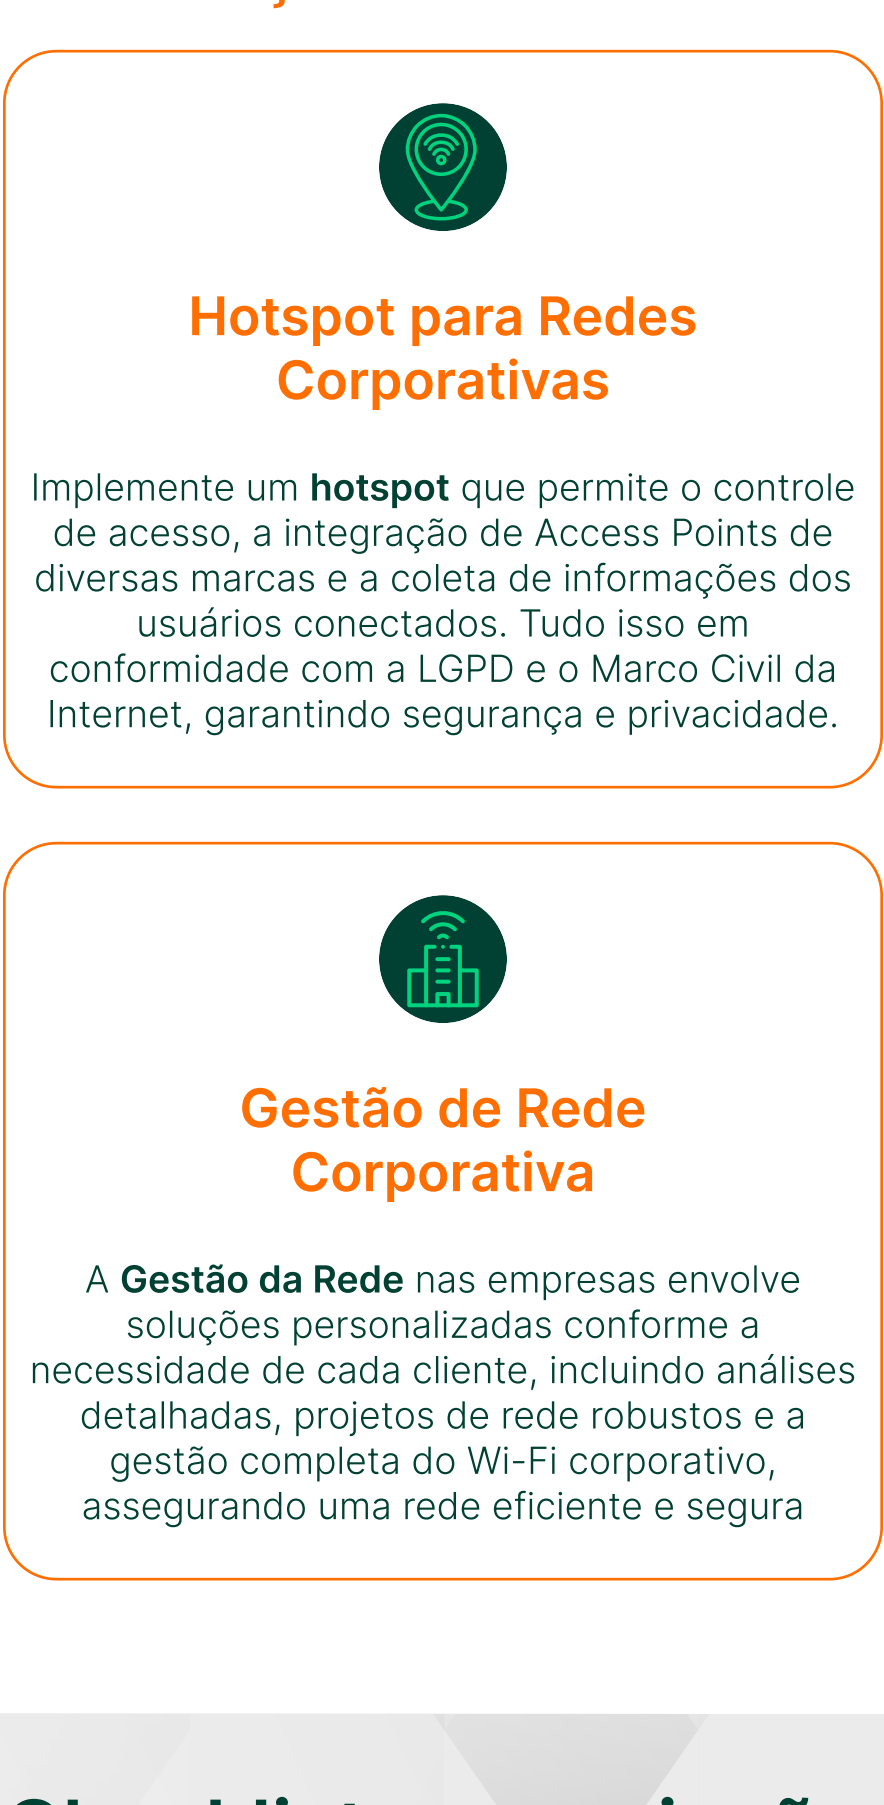 Hotspot para Redes
Corporativas
Implemente um hotspot que permite o controle
de acesso, a integração de Access Points de
diversas marcas e a coleta de informações dos
usuários conectados. Tudo isso em
conformidade com a LGPD e o Marco Civil da
Internet, garantindo segurança e privacidade.
Gestão de Rede
Corporativa
A Gestão da Rede nas empresas envolve
soluções personalizadas conforme a
necessidade de cada cliente, incluindo análises
detalhadas, projetos de rede robustos e a
gestão completa do Wi-Fi corporativo,
assegurando uma rede eficiente e segura